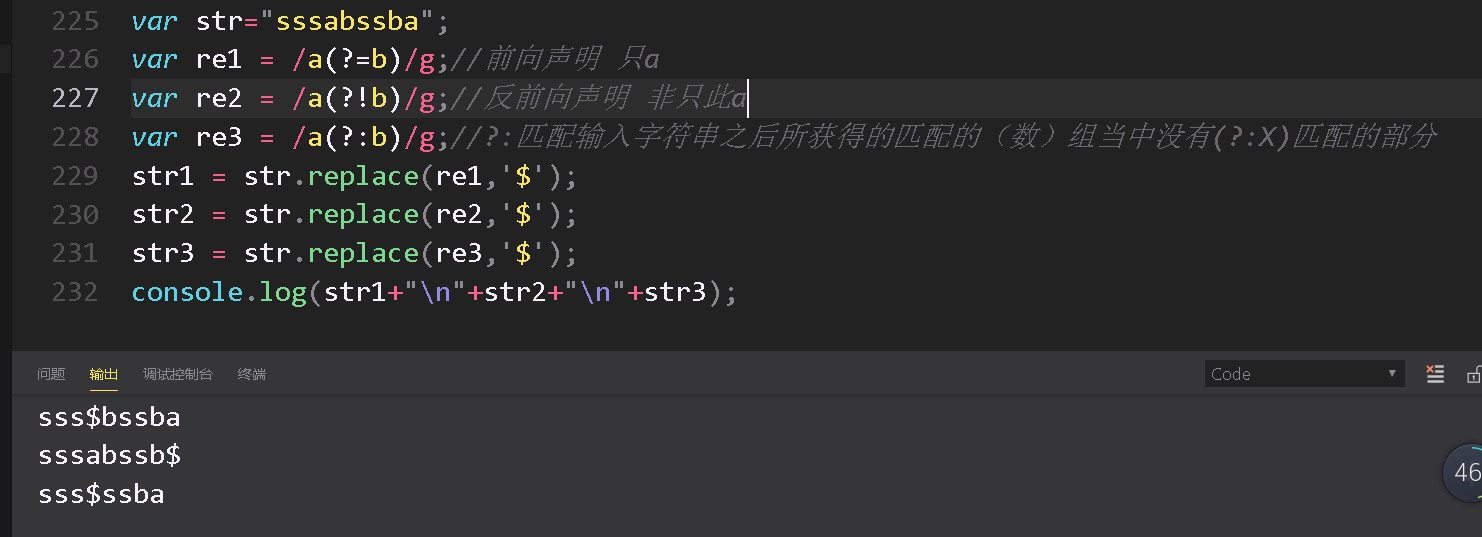 225 var str="sssabssba";
226 var re1 = /a(?=b)/g;//前向声明 只a
227 var re2 = /a(?!b)/g;//反前向声明 非只此a
228 var re3 = /a(?:b)/g;//?:匹配输入字符串之后所获得的匹配的（数）组当中没有(?:X)匹配的部分
229 str1 = str.replace(re1,'$');
230 str2 = str.replace(re2,'$');
231 str3 = str.replace(re3,'$');
232 console.log(str1+"\n"+str2+"\n"+str3);
问题 输出 调试控制台 终端 Code
sss$bssba
sssabssb$
sss$ssba
46